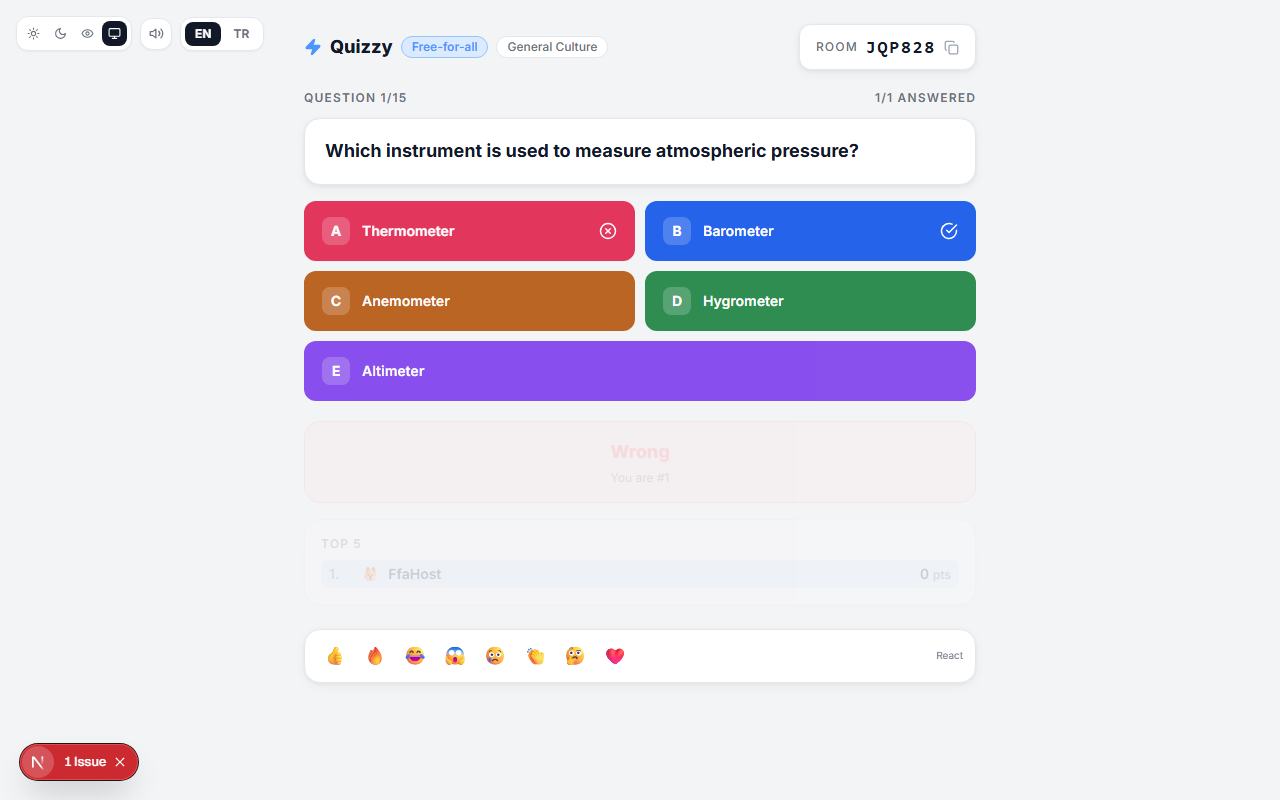 EN TR
Quizzy Free-for-all General Culture ROOM JQP828
QUESTION 1/15 1/1 ANSWERED
Which instrument is used to measure atmospheric pressure?
A Thermometer
B Barometer
C Anemometer
D Hygrometer
E Altimeter
Wrong
You are #1
TOP 5
1. FfaHost 0 pts
React
N 1 Issue